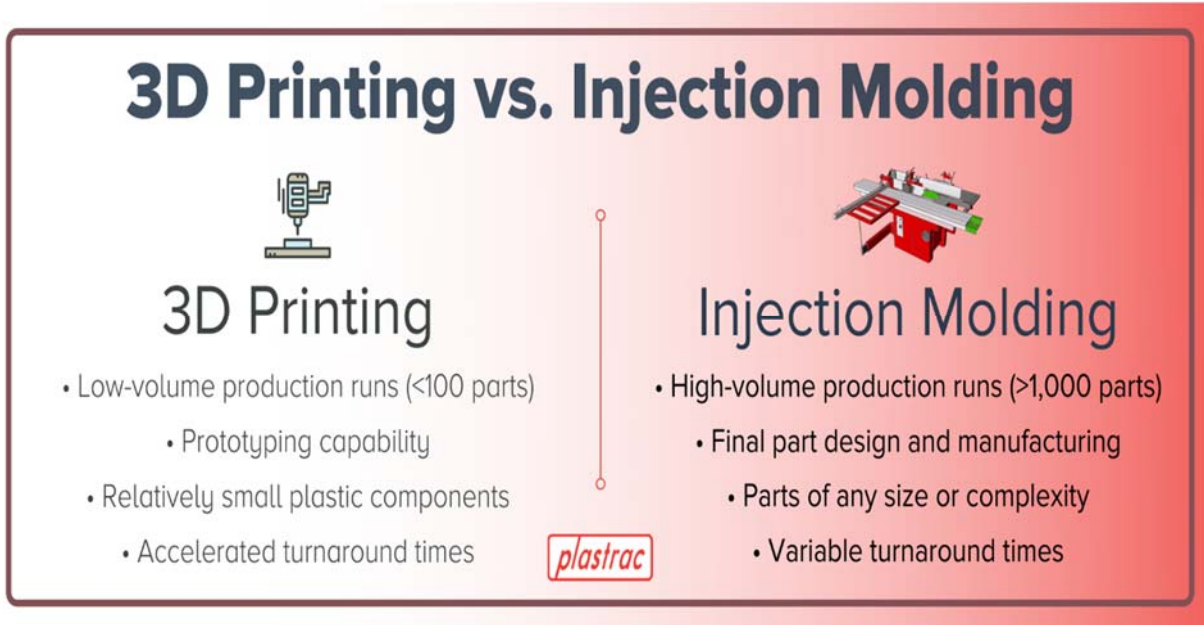 3D Printing vs. Injection Molding
3D Printing
• Low-volume production runs (<100 parts)
• Prototyping capability
• Relatively small plastic components
• Accelerated turnaround times
Injection Molding
• High-volume production runs (>1,000 parts)
• Final part design and manufacturing
• Parts of any size or complexity
• Variable turnaround times
plastrac